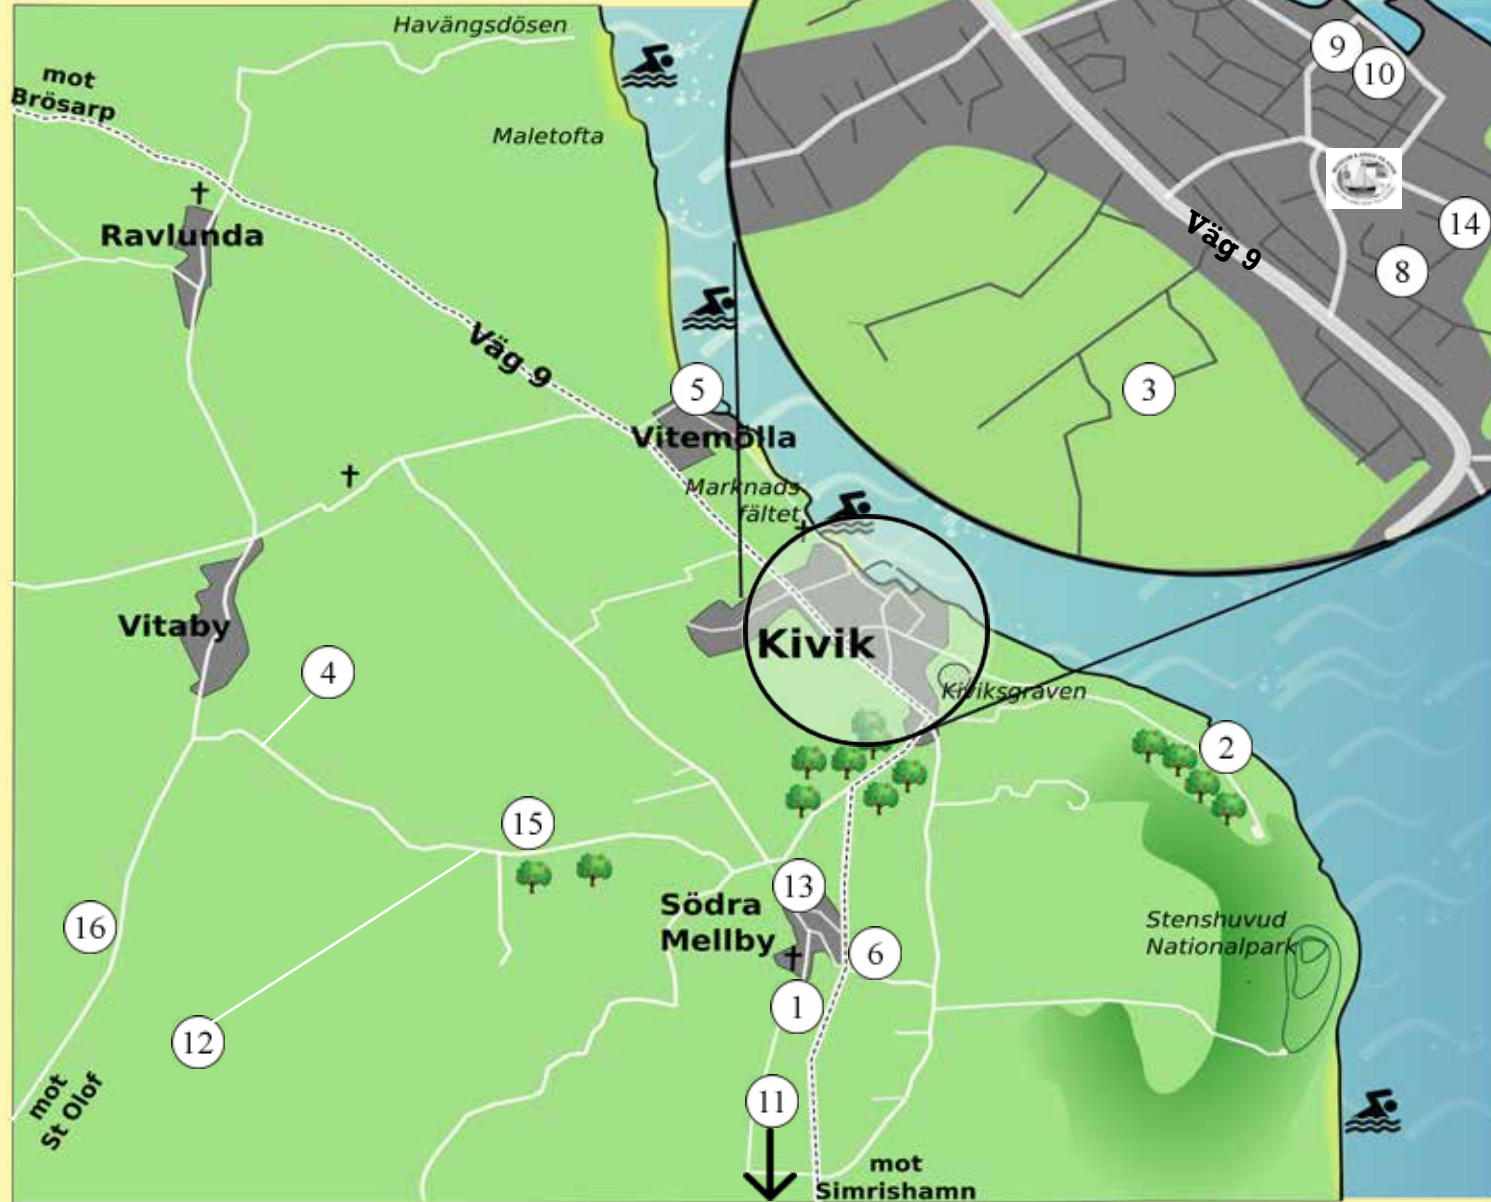 Havängsdösen
mot
Brösarp
Maletofta
Ravlunda
Väg 9
9
10
14
8
Väg 9
3
5
Vitemölla
Marknads
fältet
Vitaby
Kivik
4
Kiviksgraven
2
15
13
Södra
Mellby
16
6
Stenshuvud
Nationalpark
1
12
mot
St Olof
11
mot
Simrishamn